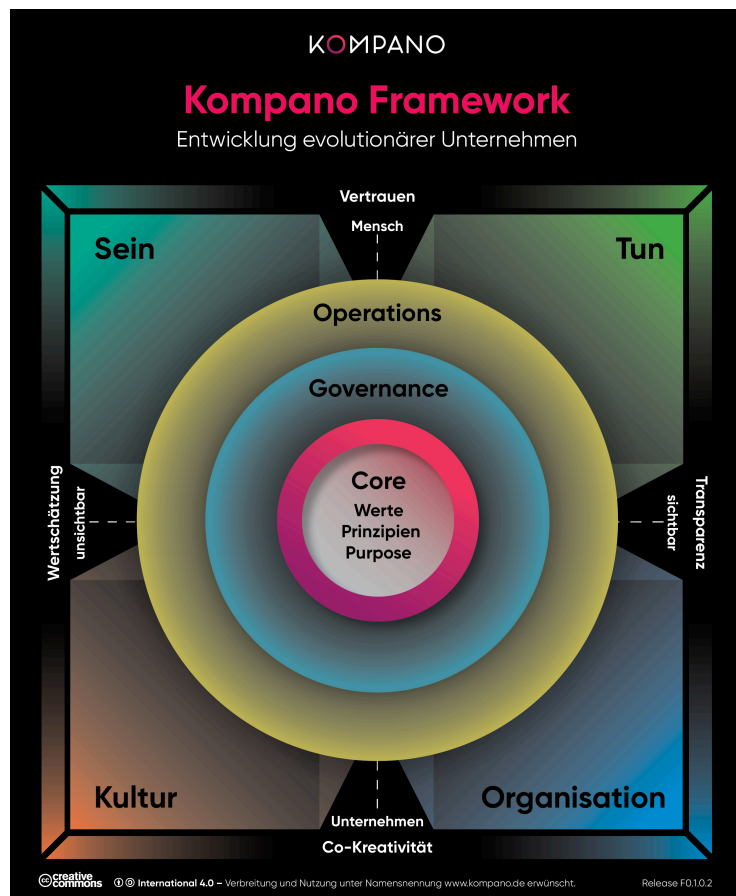 KOMPANO
Kompano Framework
Entwicklung evolutionärer Unternehmen
Vertrauen
Mensch
Sein
Tun
Operations
Governance
Core
Werte
Prinzipien
Purpose
Wertschätzung
unsichtbar
sichtbar
Transparenz
Kultur
Organisation
Unternehmen
Co-Kreativität
cc creative commons
International 4.0 – Verbreitung und Nutzung unter Namensnennung www.kompano.de erwünscht.
Release F0.1.0.2